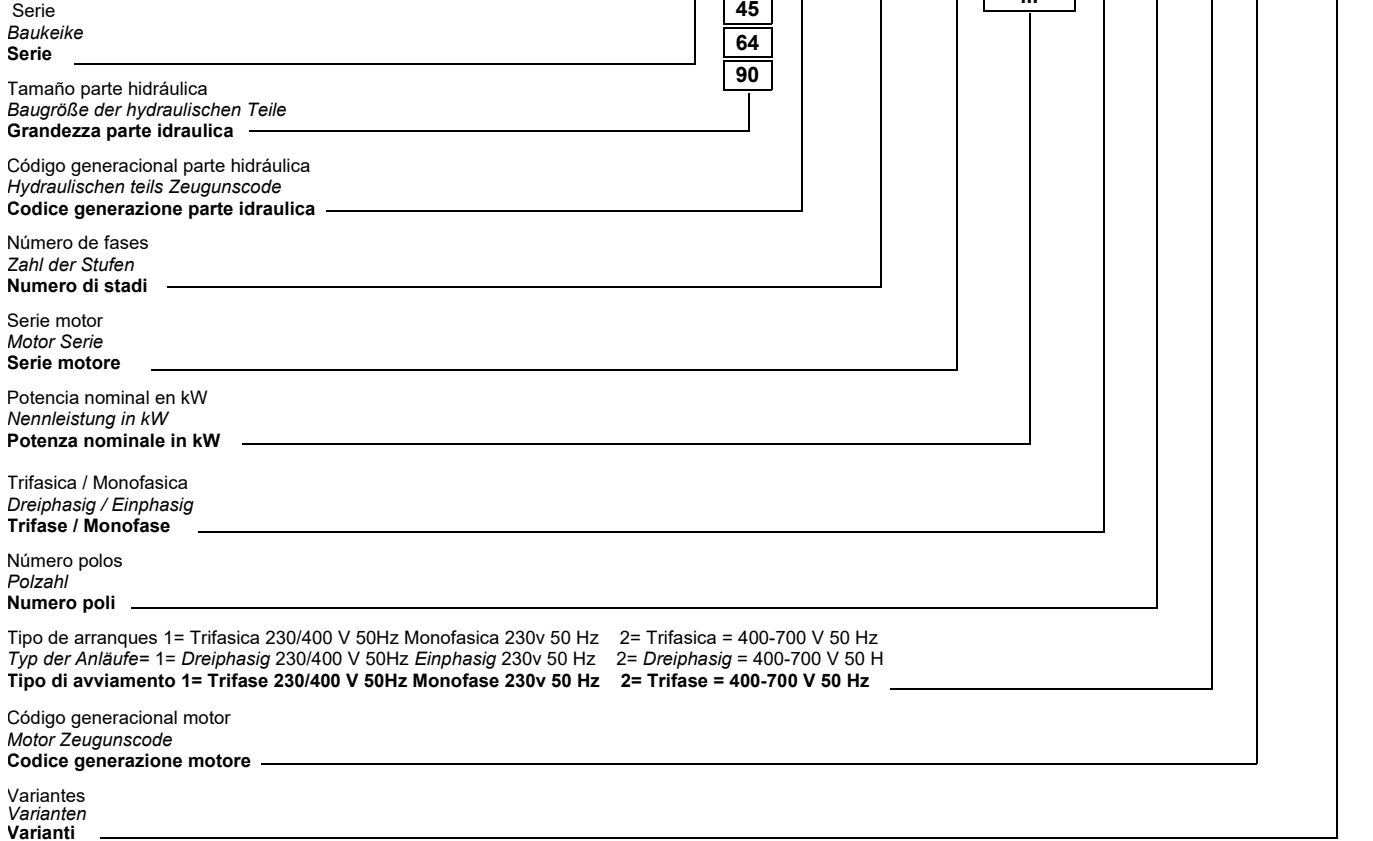 Serie
Baukeike
Serie
45
64
90
...
Tamaño parte hidráulica
Baugröße der hydraulischen Teile
Grandezza parte idraulica
Código generacional parte hidráulica
Hydraulischen teils Zeugunscode
Codice generazione parte idraulica
Número de fases
Zahl der Stufen
Numero di stadi
Serie motor
Motor Serie
Serie motore
Potencia nominal en kW
Nennleistung in kW
Potenza nominale in kW
Trifasica / Monofasica
Dreiphasig / Einphasig
Trifase / Monofase
Número polos
Polzahl
Numero poli
Tipo de arranques 1= Trifasica 230/400 V 50Hz Monofasica 230v 50 Hz 2= Trifasica = 400-700 V 50 Hz
Typ der Anläufe= 1= Dreiphasig 230/400 V 50Hz Einphasig 230v 50 Hz 2= Dreiphasig = 400-700 V 50 H
Tipo di avviamento 1= Trifase 230/400 V 50Hz Monofase 230v 50 Hz 2= Trifase = 400-700 V 50 Hz
Código generacional motor
Motor Zeugunscode
Codice generazione motore
Variantes
Varianten
Varianti